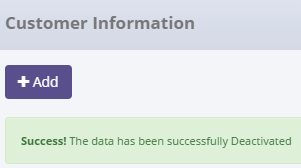 Customer Information
Add
Success! The data has been successfully Deactivated